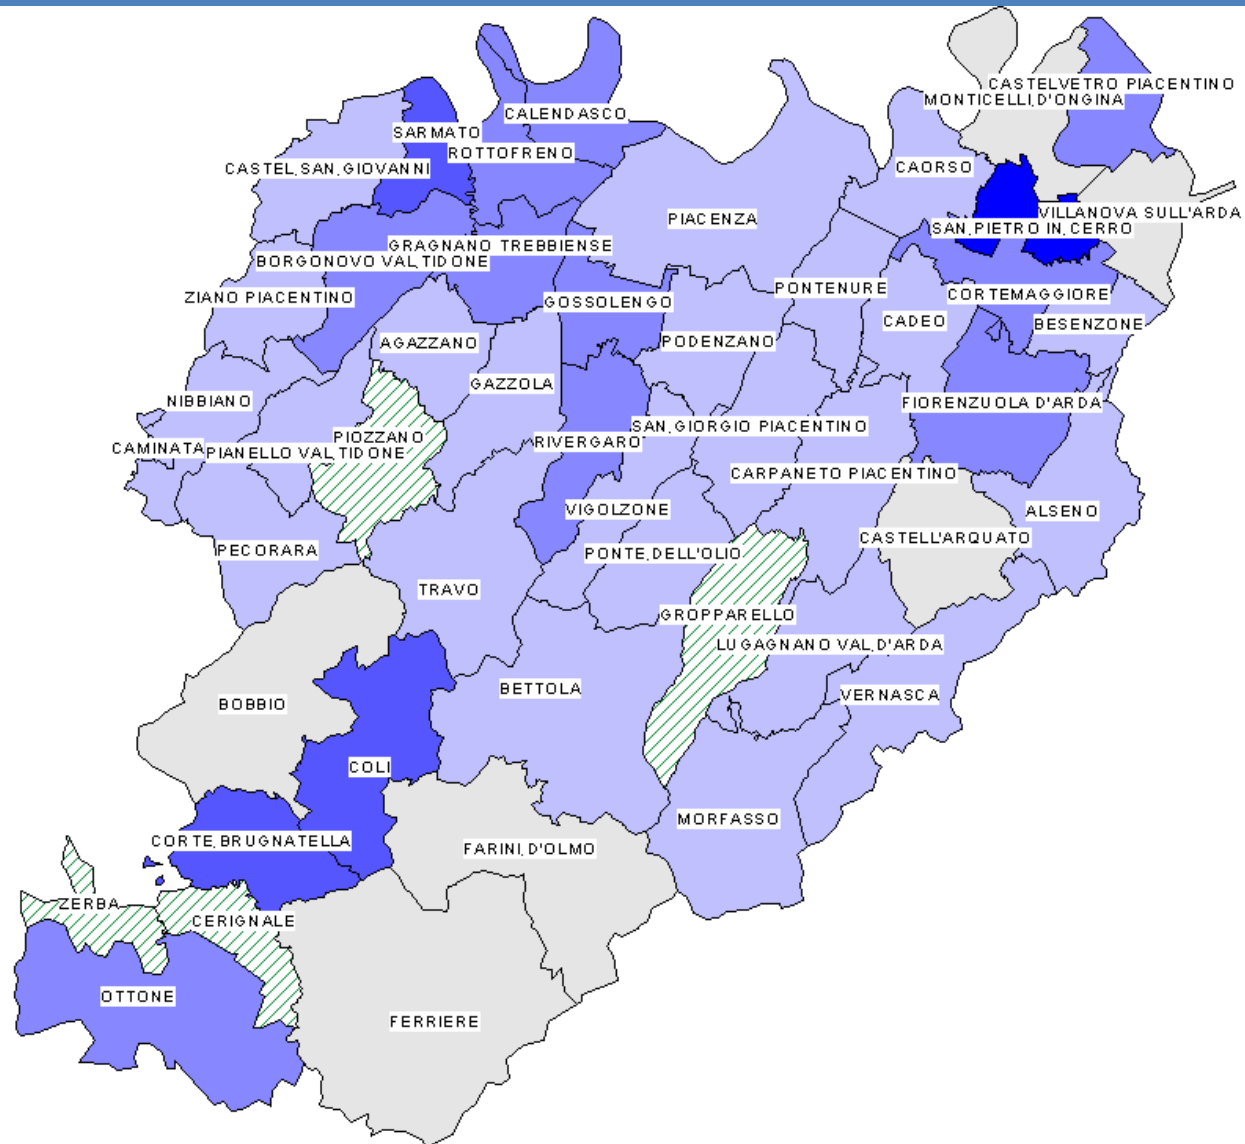 CASTELVETRO PIACENTINO
MONTICELLI,D'ONGINA
CALENDASCO
SARMATO
ROTTOFRENO
CASTEL,SAN,GIOVANNI
CAORSO
PIACENZA
VILLANOVA SULL'ARDA
SAN,PIETRO IN,CERRO
GRAGNANO TREBBIENSE
BORGONOVO VAL,TIDONE
ZIANO PIACENTINO
GOSSOLENGO
PONTENURE
CORTEMAGGIORE
CADEO
BESENZONE
AGAZZANO
PODENZANO
GAZZOLA
NIBBIANO
FIORENZUOLA D'ARDA
SAN,GIORGIO PIACENTINO
PIOZZANO
RIVERGARO
CAMINATA
PIANELLO VAL,TIDONE
CARPANETO PIACENTINO
VIGOLZONE
ALSENO
CASTELL'ARQUATO
PECORARA
PONTE,DELL'OLIO
TRAVO
GROPPARELLO
LUGAGNANO VAL,D'ARDA
BETTOLA
VERNASCA
BOBBIO
COLI
MORFASSO
CORTE,BRUGNATELLA
FARINI,D'OLMO
ZERBA
CERIGNALE
OTTONE
FERRIERE